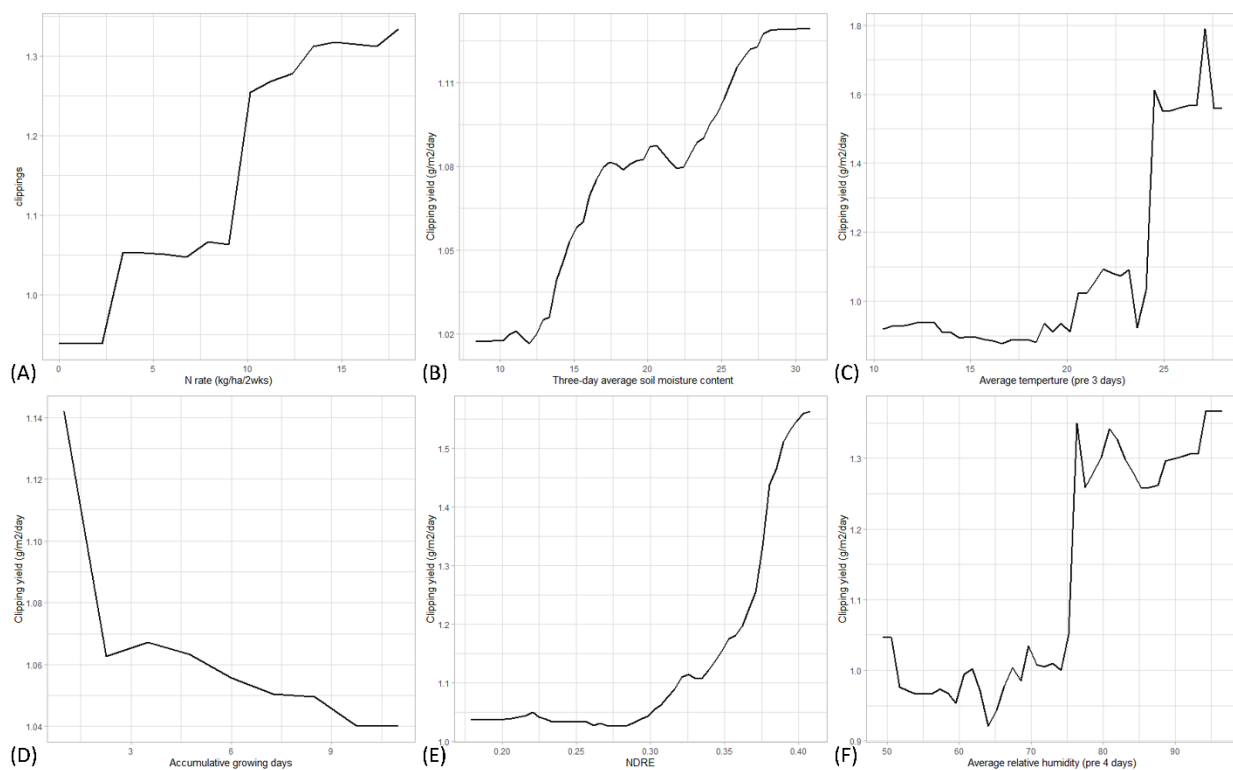 1.3
1.2
1.1
1.0
clippings
0 5 10 15
(A) N rate (kg/ha/2wks)
1.11
1.08
1.05
1.02
Clipping yield (g/m2/day)
10 15 20 25 30
(B) Three-day average soil moisture content
1.8
1.6
1.4
1.2
1.0
Clipping yield (g/m2/day
10 15 20 25
(C) Average temperture (pre 3 days)
1.14
1.12
1.10
1.08
1.06
1.04
Clipping yield (g/m2/day
3 6 9
(D) Accumulative growing days
1.5
1.4
1.3
1.2
1.1
1.0
Clipping yield (g/m2/day
0.20 0.25 0.30 0.35 0.40
(E) NDRE
1.3
1.2
1.1
1.0
0.9
Clipping yield (g/m2/day
50 60 70 80 90
(F) Average relative humidity (pre 4 days)